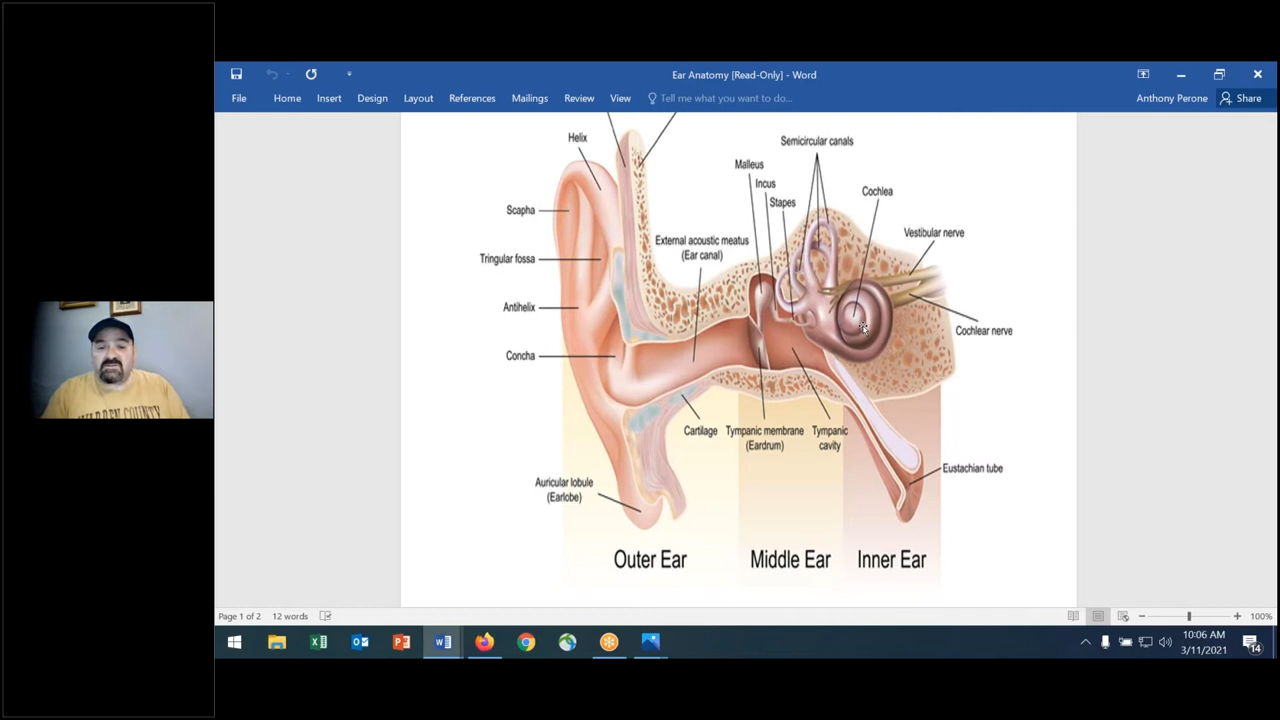 Ear Anatomy [Read-Only] - Word
File Home Insert Design Layout References Mailings Review View Tell me what you want to do... Anthony Perone Share
Helix
Semicircular canals
Malleus
Incus
Cochlea
Stapes
Scapha
Vestibular nerve
External acoustic meatus
(Ear canal)
Tringular fossa
Antihelix
Cochlear nerve
Concha
Cartilage
Tympanic membrane
(Eardrum)
Tympanic
cavity
Eustachian tube
Auricular lobule
(Earlobe)
Outer Ear Middle Ear Inner Ear
WARREN COUNTY
Page 1 of 2 12 words 100%
10:06 AM
3/11/2021
14